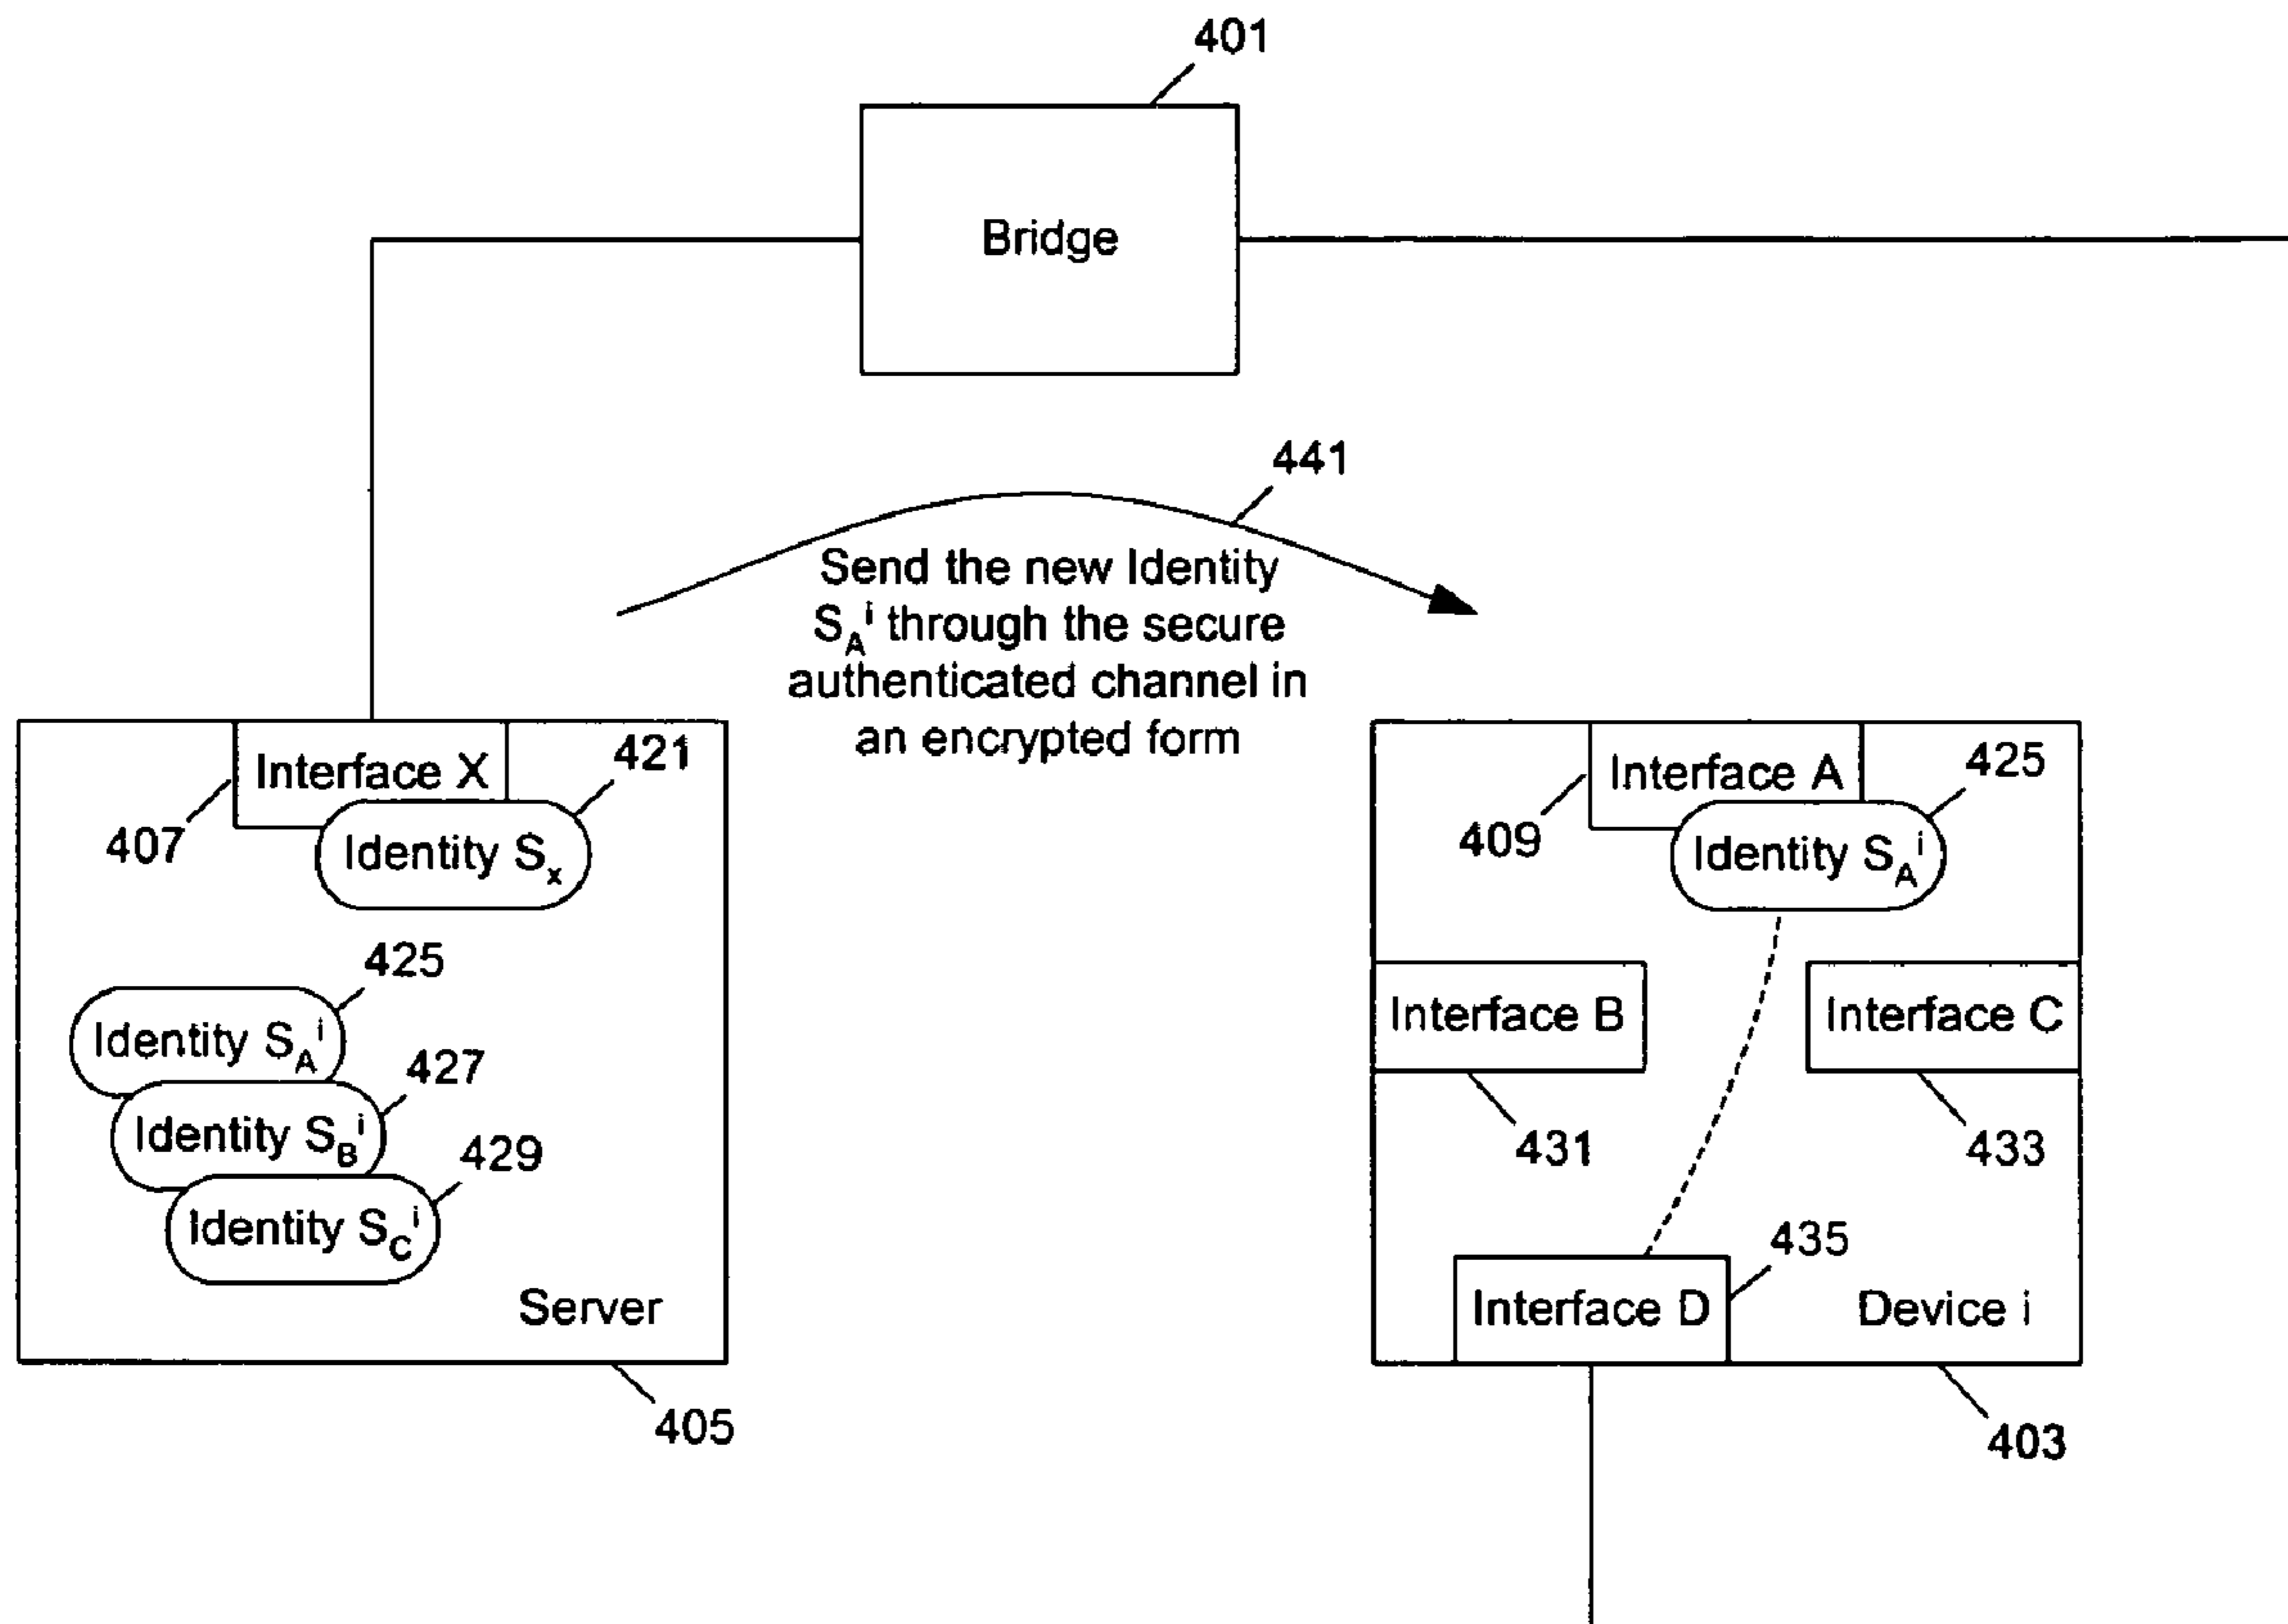 401
Bridge
441
Send the new Identity
S_A^i through the secure
authenticated channel in
an encrypted form
Interface X
421
407
Identity S_x
425
Identity S_A^i
427
Identity S_B^i
429
Identity S_C^i
Server
405
Interface A
425
409
Identity S_A^i
Interface B
Interface C
431
433
435
Interface D
Device i
403